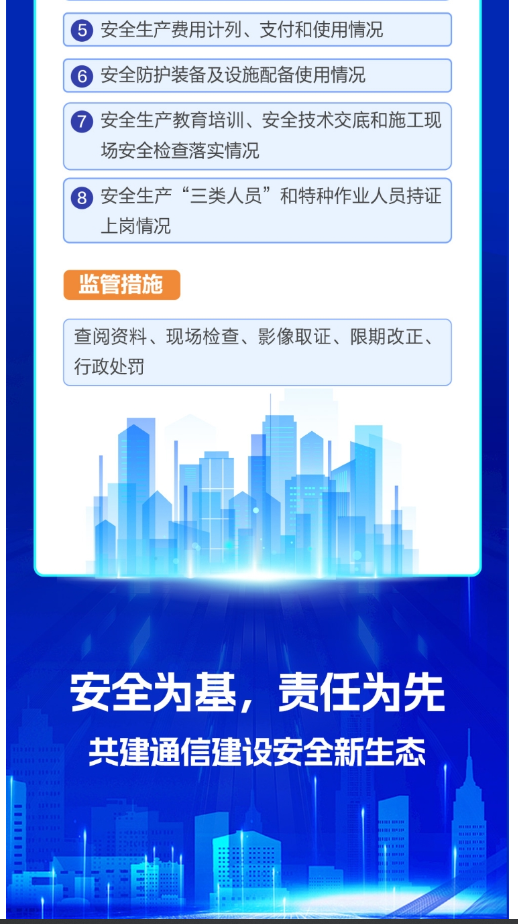 5 安全生产费用计列、支付和使用情况
6 安全防护装备及设施配备使用情况
7 安全生产教育培训、安全技术交底和施工现
场安全检查落实情况
8 安全生产“三类人员”和特种作业人员持证
上岗情况
监管措施
查阅资料、现场检查、影像取证、限期改正、
行政处罚
安全为基，责任为先
共建通信建设安全新生态